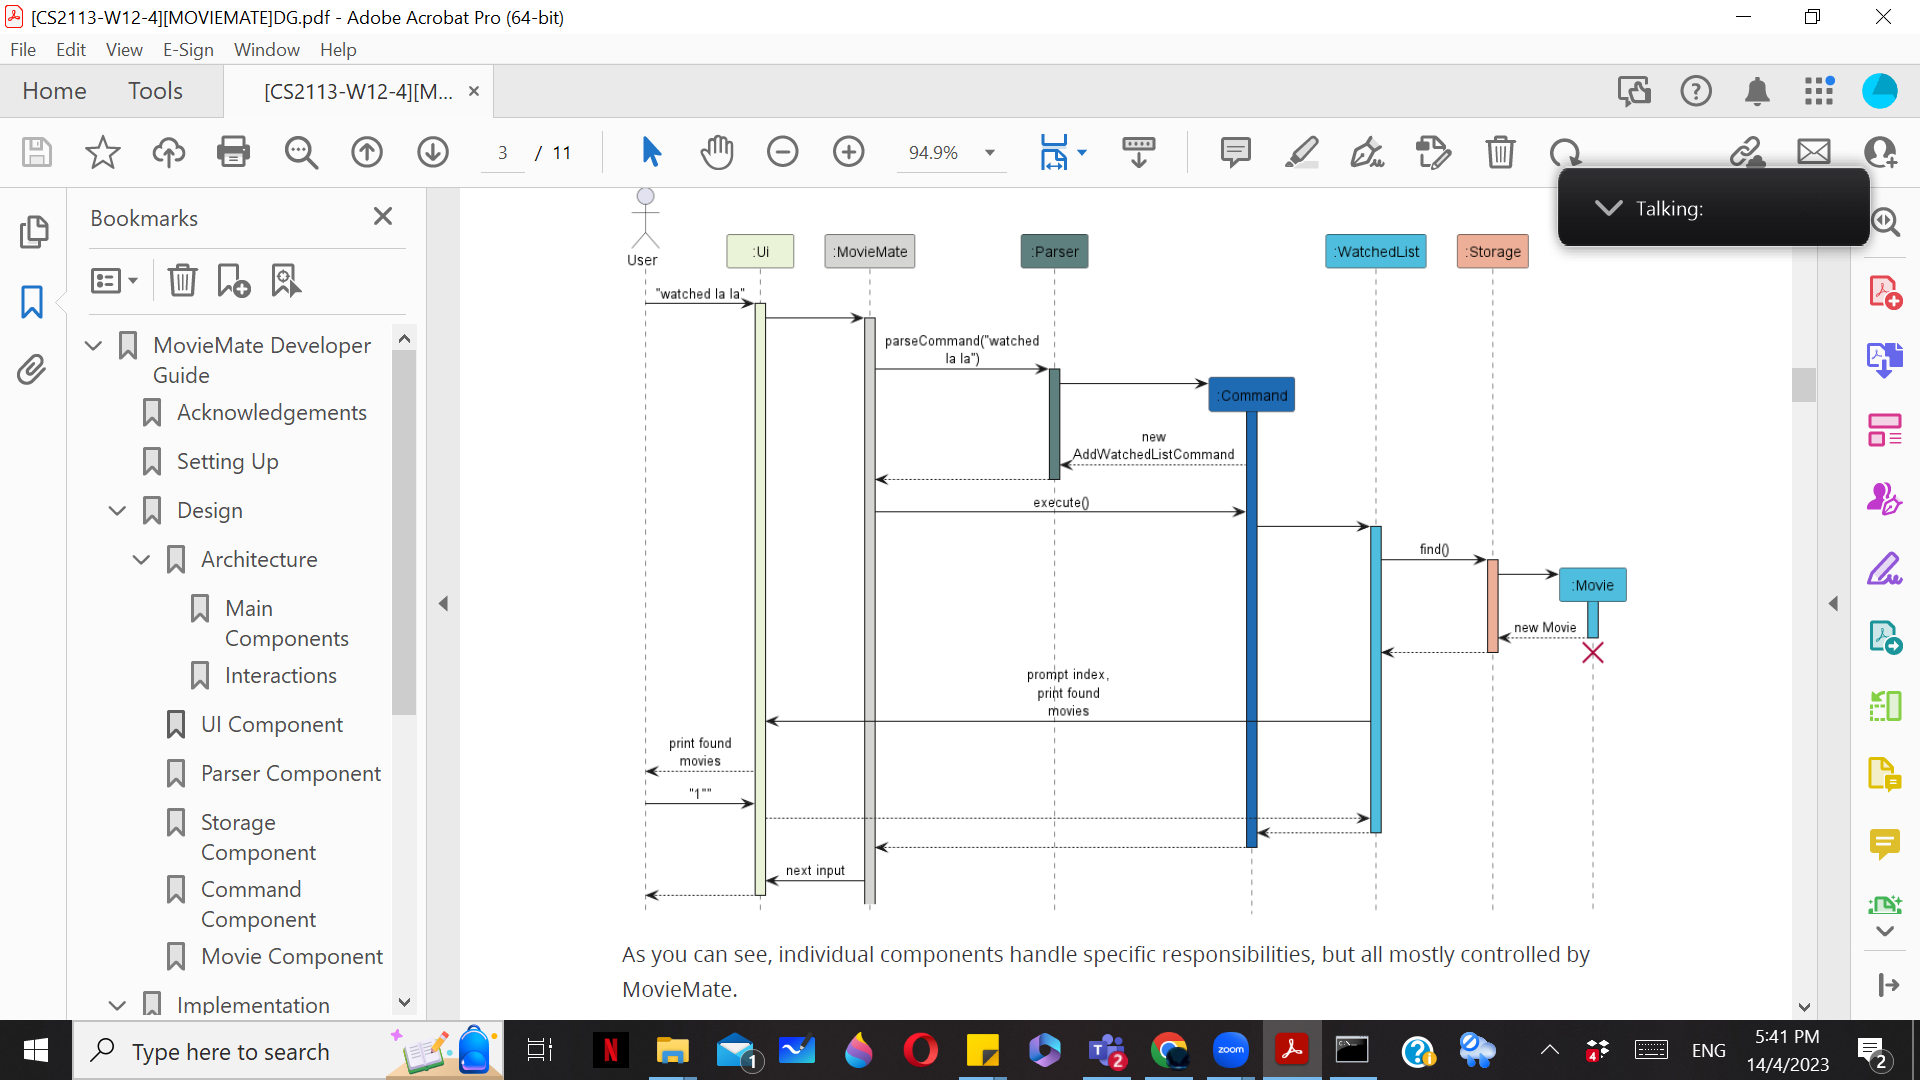 [CS2113-W12-4][MOVIEMATE]DG.pdf - Adobe Acrobat Pro (64-bit)
File Edit View E-Sign Window Help
Home Tools [CS2113-W12-4][M... ×
3 / 11 94.9%
Talking:
Bookmarks
MovieMate Developer
Guide
Acknowledgements
Setting Up
Design
Architecture
Main
Components
Interactions
UI Component
Parser Component
Storage
Component
Command
Component
Movie Component
Implementation
User
:Ui
:MovieMate
:Parser
:WatchedList
:Storage
"watched la la"
parseCommand("watched
la la")
:Command
new
AddWatchedListCommand
execute()
find()
:Movie
new Movie
prompt index,
print found
movies
print found
movies
"1""
next input
As you can see, individual components handle specific responsibilities, but all mostly controlled by
MovieMate.
Type here to search
N
1
2
zoom
4
ENG
5:41 PM
14/4/2023
2